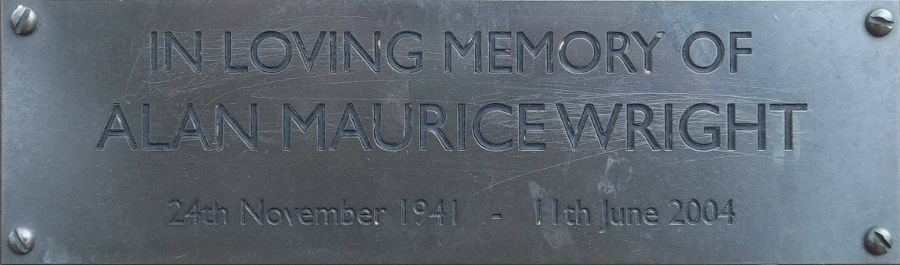 IN LOVING MEMORY OF
ALAN MAURICE WRIGHT
24th November 1941 - 11th June 2004